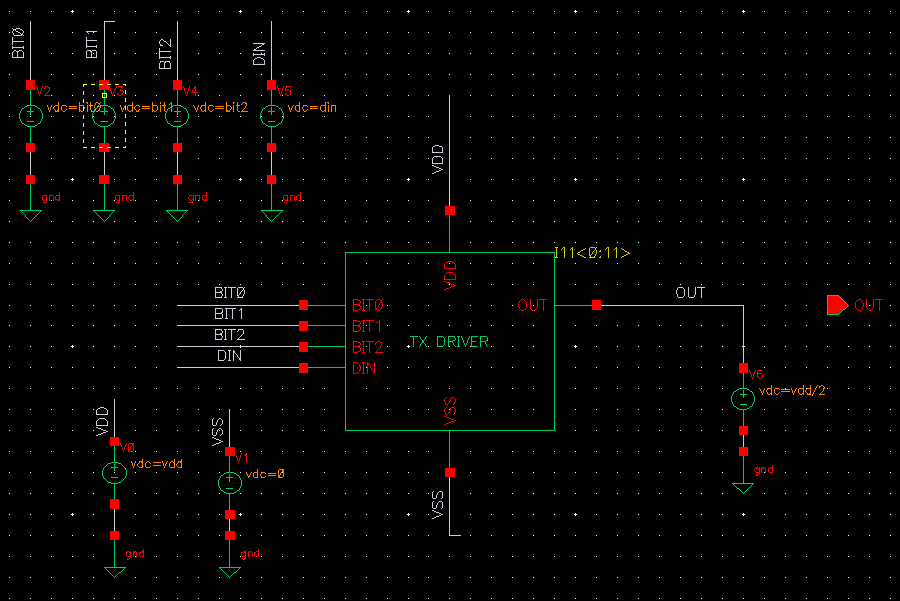 BIT0
BIT1
BIT2
DIN
V2
V3
V4
V5
vdc=bit0
vdc=bit1
vdc=bit2
vdc=din
gnd
gnd
gnd
gnd
VDD
I11<0:11>
VDD
BIT0
BIT0
OUT
OUT
OUT
BIT1
BIT1
BIT2
BIT2
TX DRIVER
DIN
DIN
V6
vdc=vdd/2
VDD
VSS
VSS
V0
vdc=vdd
V1
vdc=0
gnd
VSS
gnd
gnd